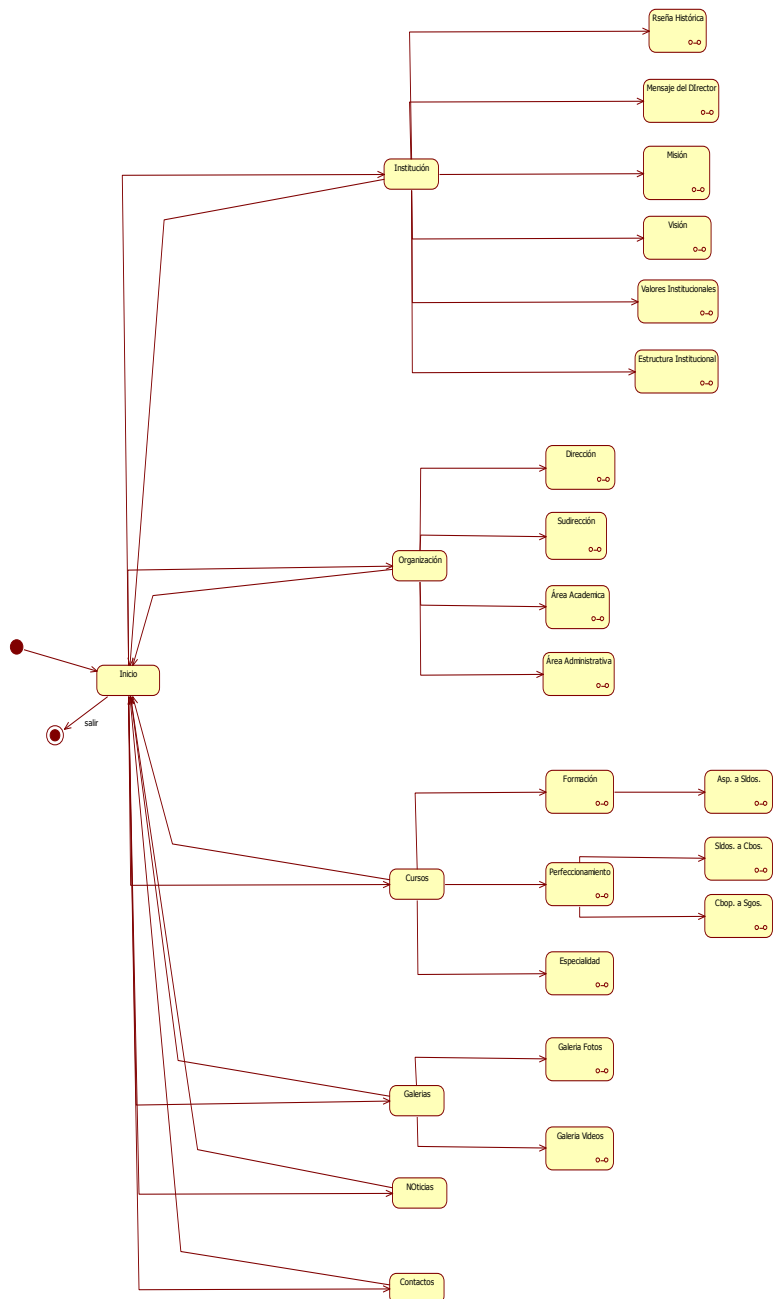 Rseña Histórica
Mensaje del DIrector
Institución
Misión
Visión
Valores Institucionales
Estructura Institucional
Dirección
Sudirección
Organización
Área Academica
Área Administrativa
Inicio
salir
Formación
Asp. a Sldos.
Sldos. a Cbos.
Cursos
Perfeccionamiento
Cbop. a Sgos.
Especialidad
Galeria Fotos
Galerias
Galeria Videos
NOticias
Contactos